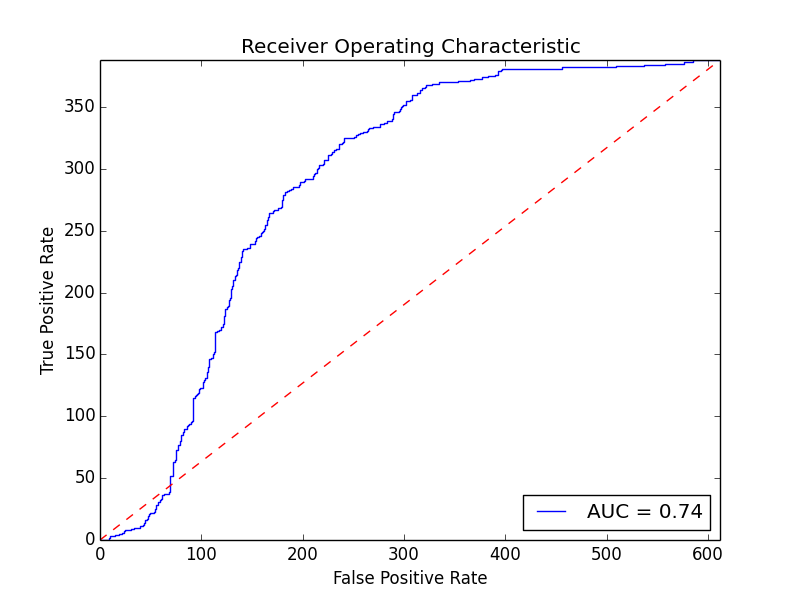 Receiver Operating Characteristic
True Positive Rate
350
300
250
200
150
100
50
0
AUC = 0.74
0 100 200 300 400 500 600
False Positive Rate